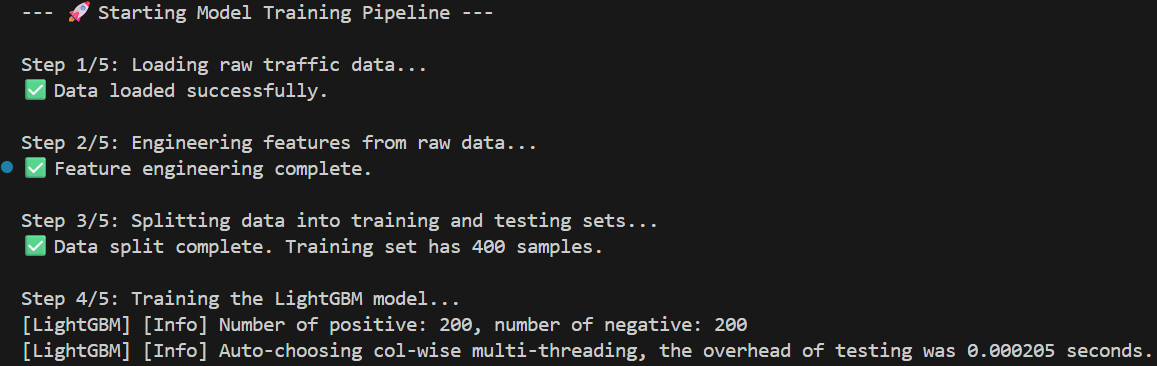 --- 🚀 Starting Model Training Pipeline ---
Step 1/5: Loading raw traffic data...
✅ Data loaded successfully.
Step 2/5: Engineering features from raw data...
✅ Feature engineering complete.
Step 3/5: Splitting data into training and testing sets...
✅ Data split complete. Training set has 400 samples.
Step 4/5: Training the LightGBM model...
[LightGBM] [Info] Number of positive: 200, number of negative: 200
[LightGBM] [Info] Auto-choosing col-wise multi-threading, the overhead of testing was 0.000205 seconds.